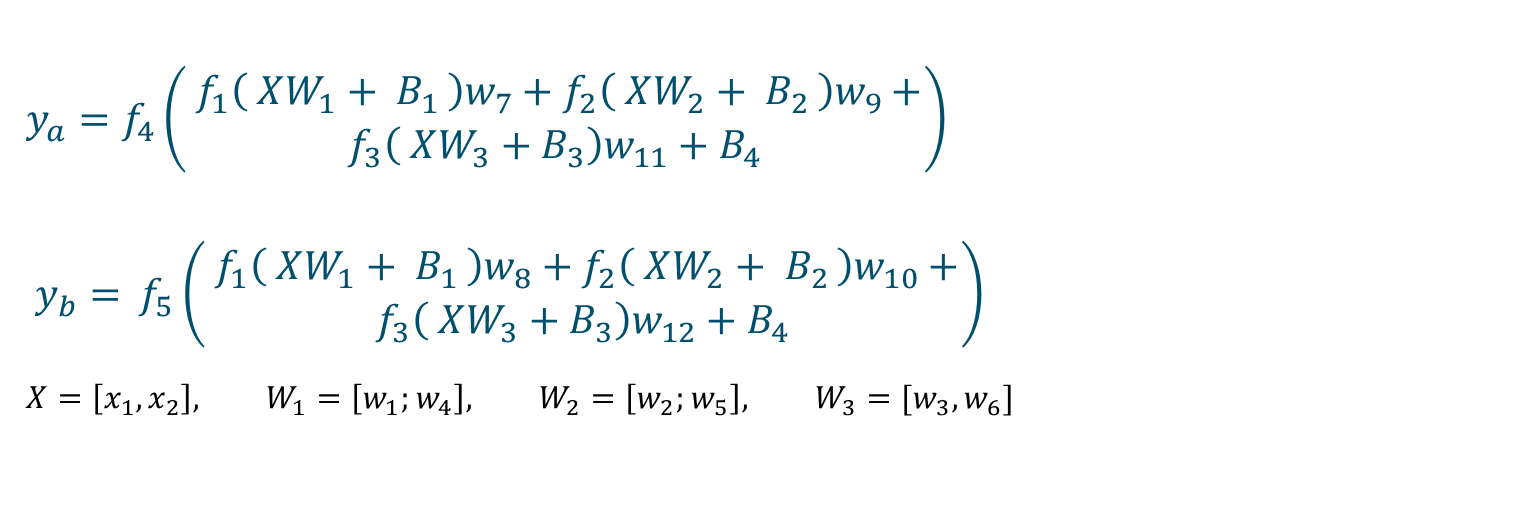 y_a = f_4 ( f_1( XW_1 + B_1 )w_7 + f_2( XW_2 + B_2 )w_9 +
f_3( XW_3 + B_3)w_11 + B_4 )
y_b = f_5 ( f_1( XW_1 + B_1 )w_8 + f_2( XW_2 + B_2 )w_10 +
f_3( XW_3 + B_3)w_12 + B_4 )
X = [x_1, x_2], W_1 = [w_1; w_4], W_2 = [w_2; w_5], W_3 = [w_3, w_6]